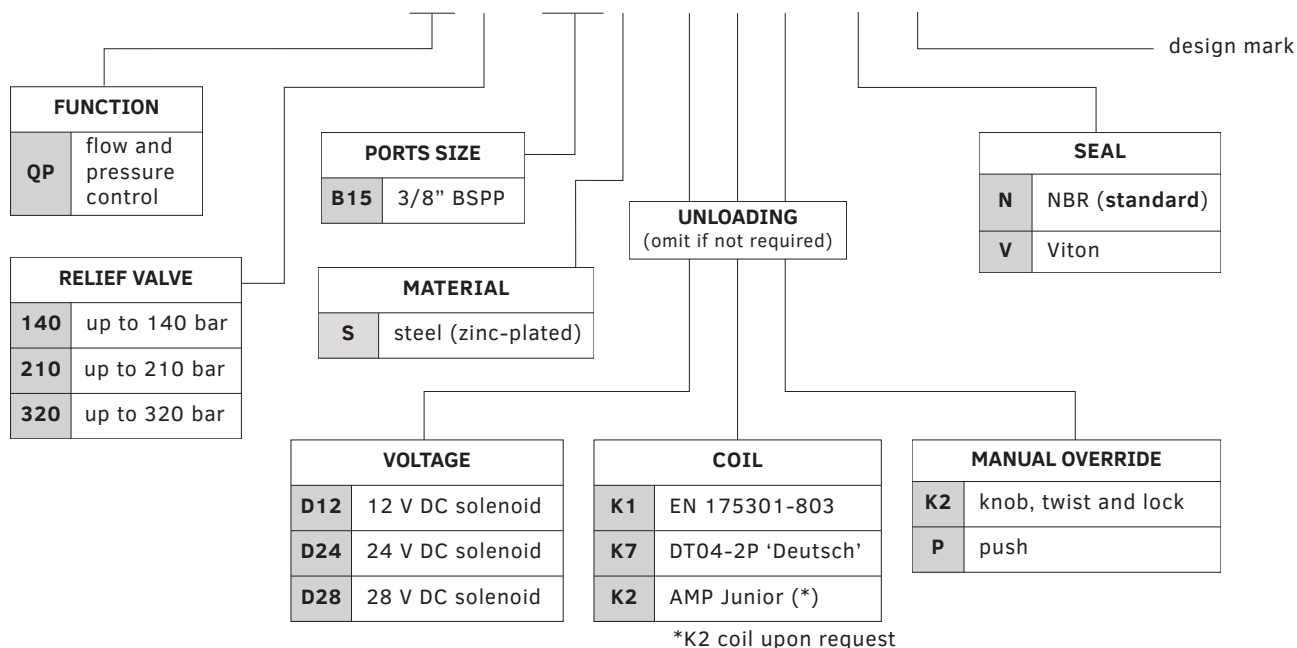 design mark
FUNCTION
QP
flow and
pressure
control
RELIEF VALVE
140 up to 140 bar
210 up to 210 bar
320 up to 320 bar
PORTS SIZE
B15 3/8” BSPP
MATERIAL
S steel (zinc-plated)
UNLOADING
(omit if not required)
SEAL
N NBR (standard)
V Viton
VOLTAGE
D12 12 V DC solenoid
D24 24 V DC solenoid
D28 28 V DC solenoid
COIL
K1 EN 175301-803
K7 DT04-2P ‘Deutsch’
K2 AMP Junior (*)
*K2 coil upon request
MANUAL OVERRIDE
K2 knob, twist and lock
P push